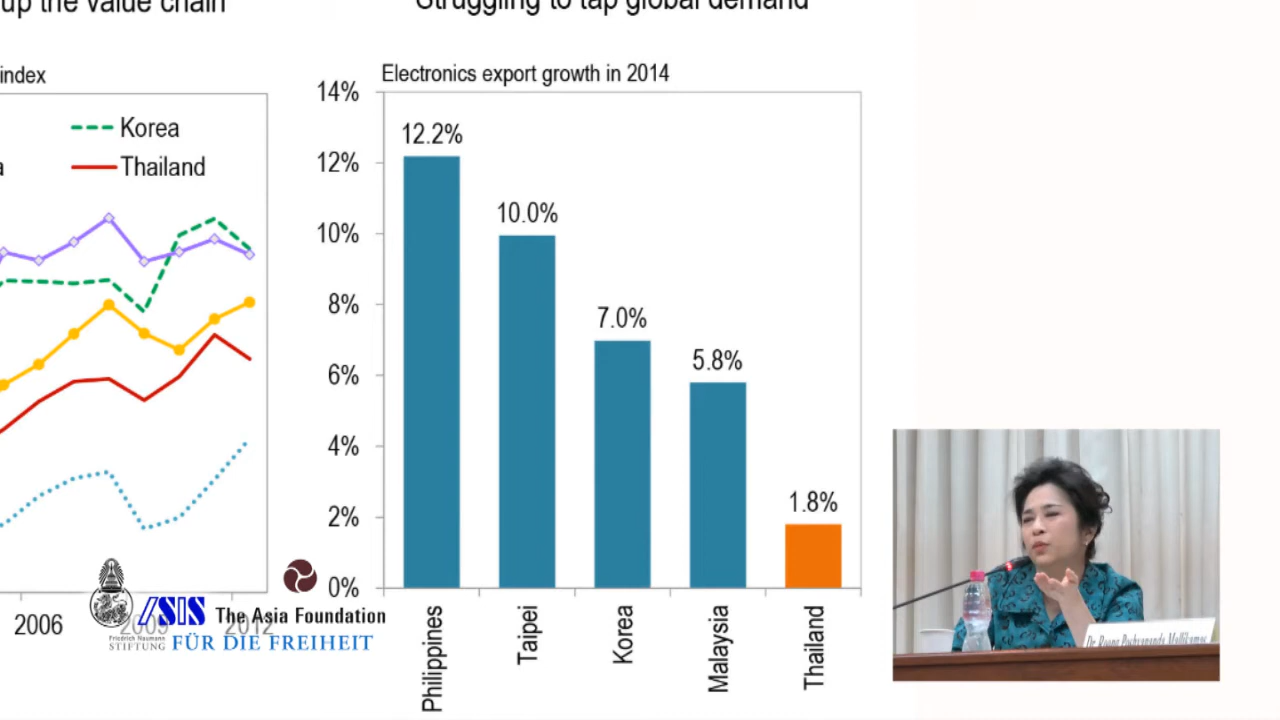 up the value chain
Struggling to tap global demand
index
Korea
Thailand
2006
2009
2012
Electronics export growth in 2014
14%
12%
10%
8%
6%
4%
2%
0%
12.2%
10.0%
7.0%
5.8%
1.8%
Philippines
Taipei
Korea
Malaysia
Thailand
ISIS
The Asia Foundation
Friedrich Naumann
STIFTUNG FÜR DIE FREIHEIT
Dr.